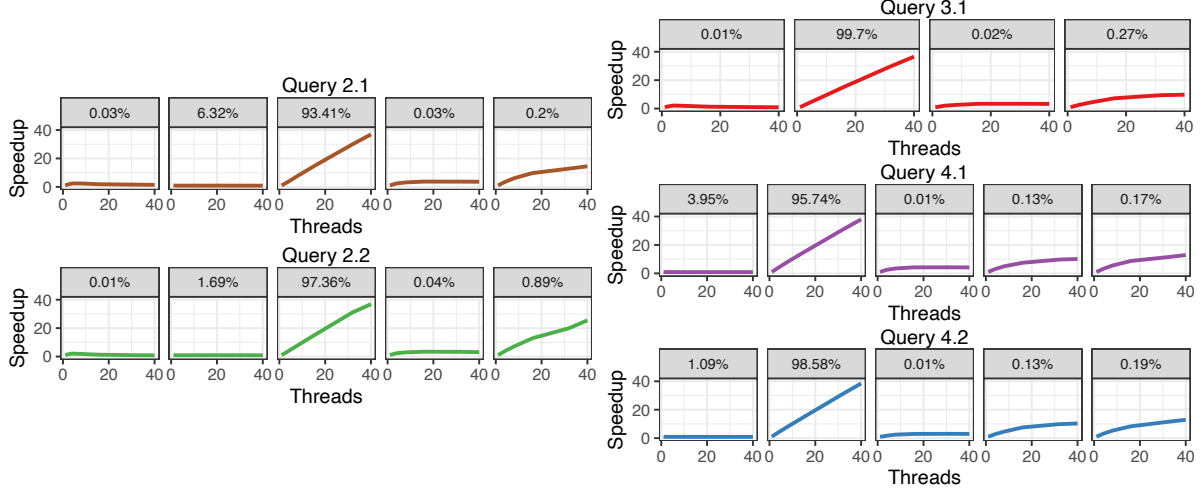 Query 2.1
0.03% 6.32% 93.41% 0.03% 0.2%
Speedup
40
20
0
0 20 40 0 20 40 0 20 40 0 20 40 0 20 40
Threads
Query 2.2
0.01% 1.69% 97.36% 0.04% 0.89%
Speedup
40
20
0
0 20 40 0 20 40 0 20 40 0 20 40 0 20 40
Threads
Query 3.1
0.01% 99.7% 0.02% 0.27%
Speedup
40
20
0
0 20 40 0 20 40 0 20 40 0 20 40
Threads
Query 4.1
3.95% 95.74% 0.01% 0.13% 0.17%
Speedup
40
20
0
0 20 40 0 20 40 0 20 40 0 20 40 0 20 40
Threads
Query 4.2
1.09% 98.58% 0.01% 0.13% 0.19%
Speedup
40
20
0
0 20 40 0 20 40 0 20 40 0 20 40 0 20 40
Threads